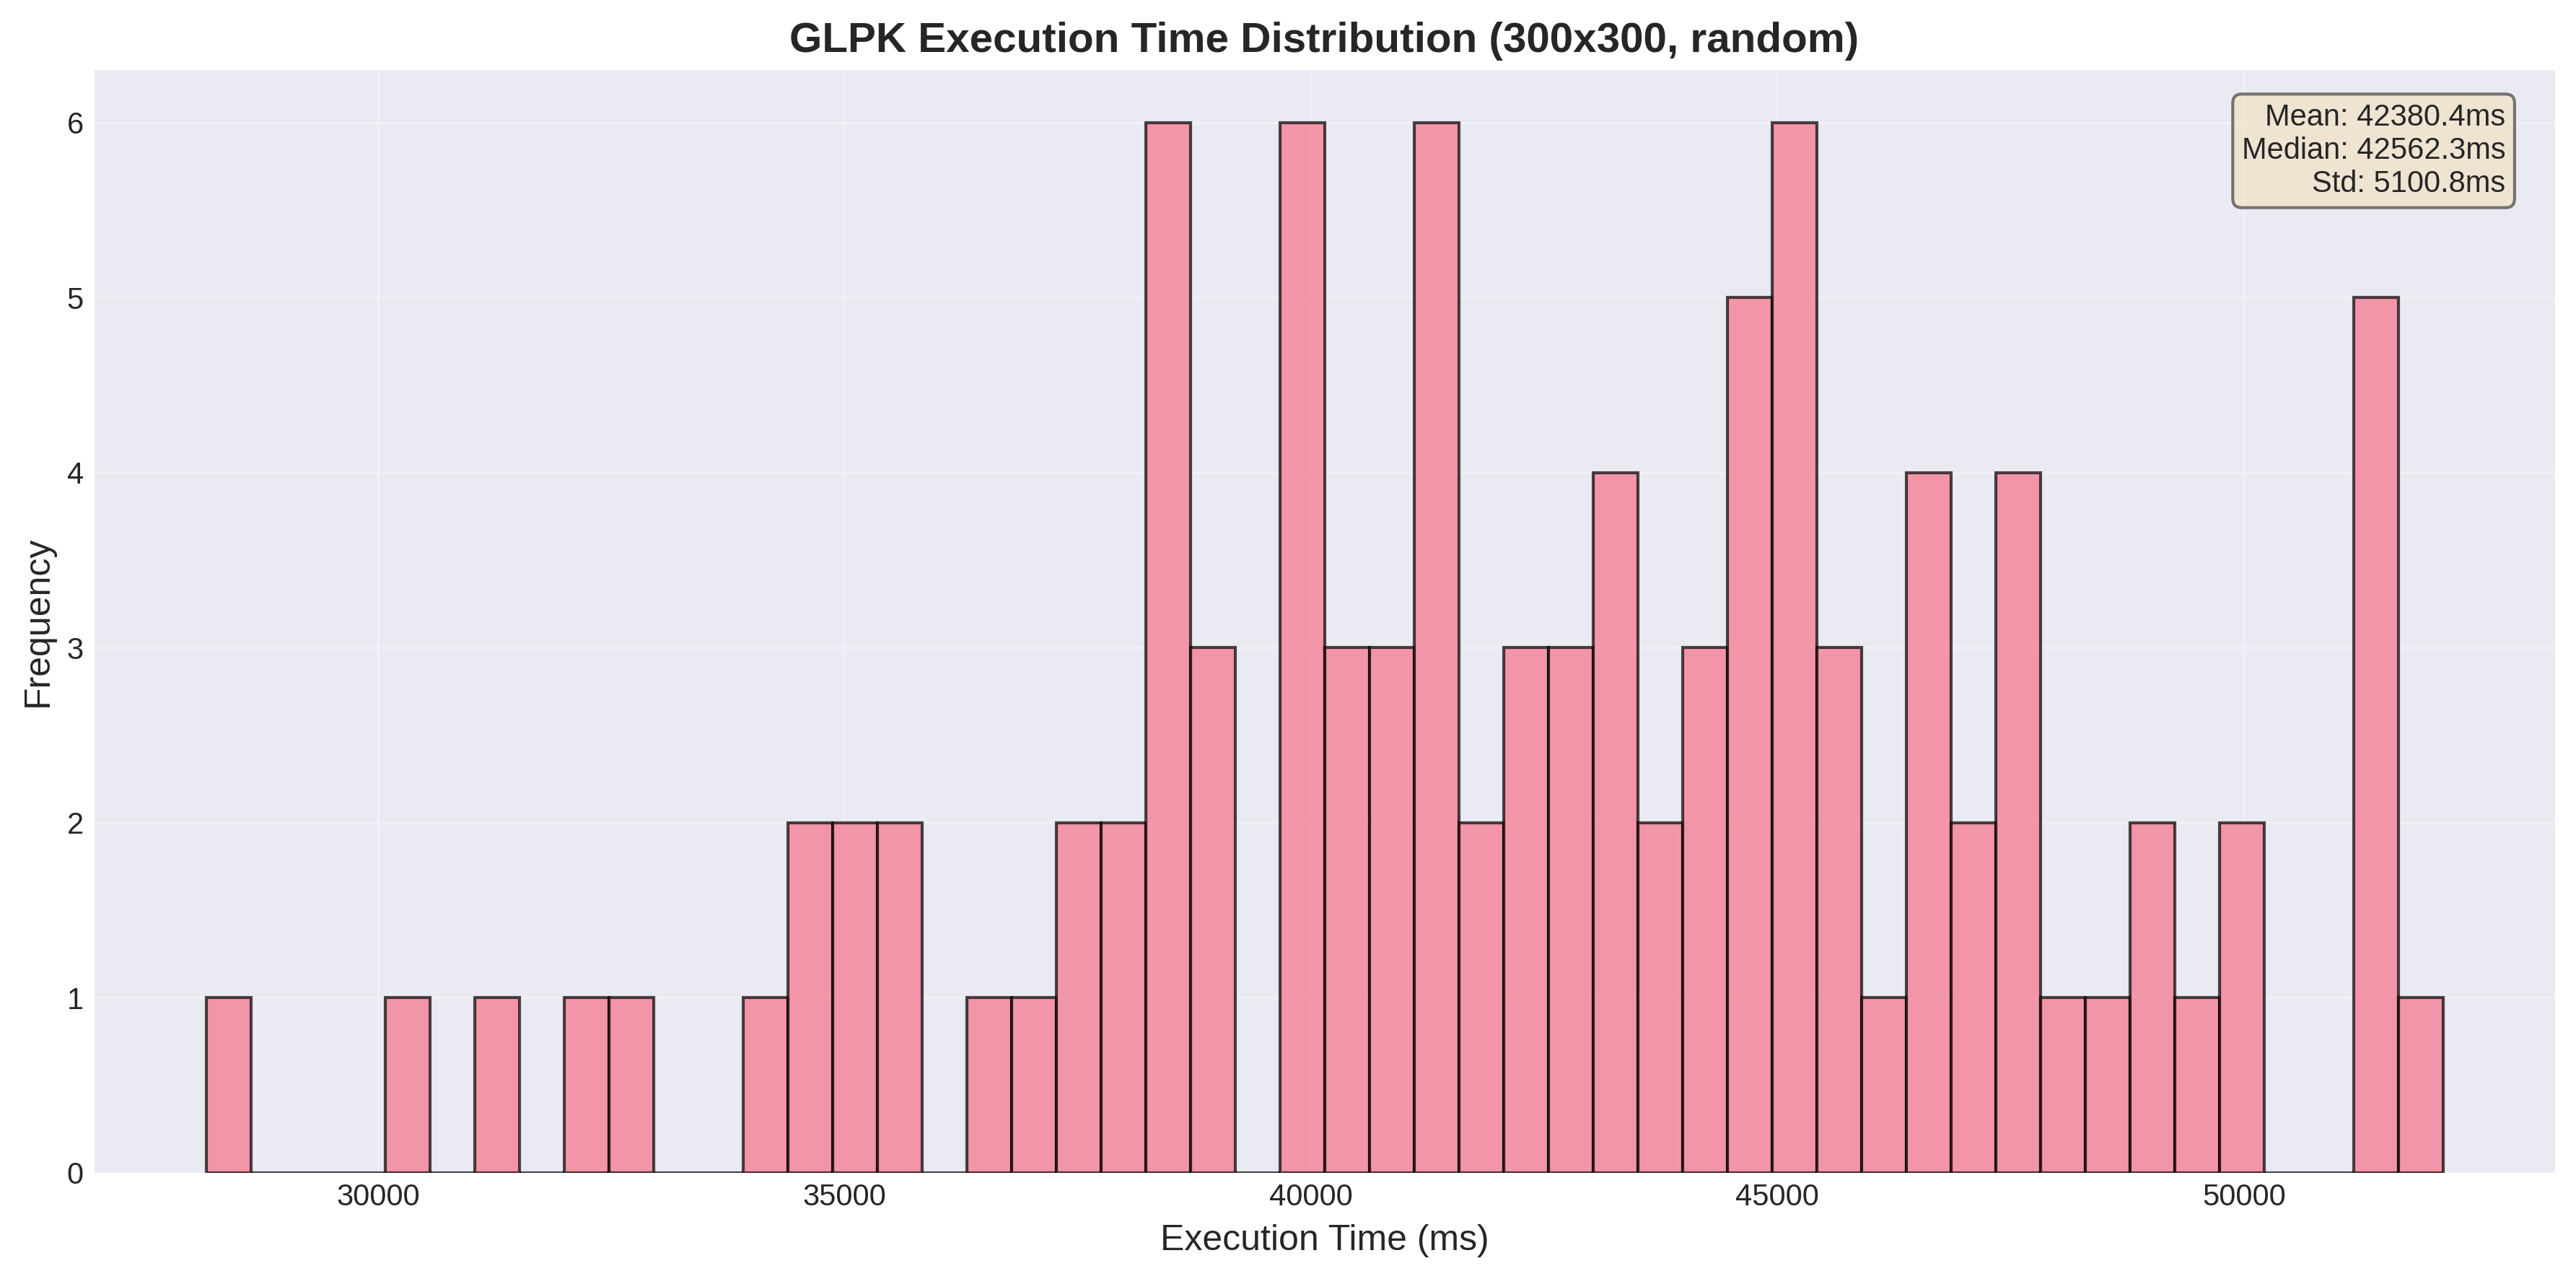 GLPK Execution Time Distribution (300x300, random)
Mean: 42380.4ms
Median: 42562.3ms
Std: 5100.8ms
Frequency
6
5
4
3
2
1
0
30000 35000 40000 45000 50000
Execution Time (ms)